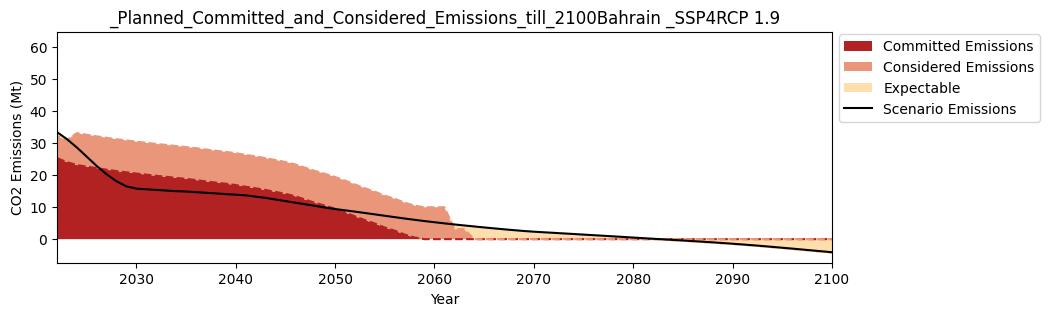 _Planned_Committed_and_Considered_Emissions_till_2100Bahrain _SSP4RCP 1.9
60
50
40
30
20
10
0
CO2 Emissions (Mt)
2030 2040 2050 2060 2070 2080 2090 2100
Year
Committed Emissions
Considered Emissions
Expectable
Scenario Emissions